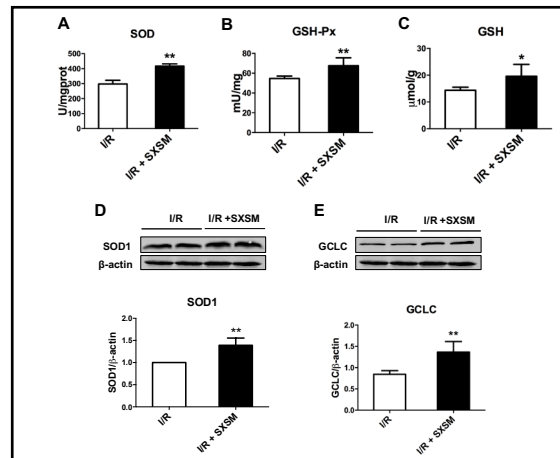 A
SOD
U/mgprot
500
400
300
200
100
0
**
I/R
I/R + SXSM
B
GSH-Px
mU/mg
100
80
60
40
20
0
**
I/R
I/R + SXSM
C
GSH
μmol/g
30
20
10
0
*
I/R
I/R + SXSM
D
I/R I/R +SXSM
SOD1
β-actin
SOD1
SOD1/β-actin
2.0
1.5
1.0
0.5
0.0
**
I/R
I/R + SXSM
E
I/R I/R +SXSM
GCLC
β-actin
GCLC
GCLC/β-actin
2.0
1.5
1.0
0.5
0.0
**
I/R
I/R + SXSM